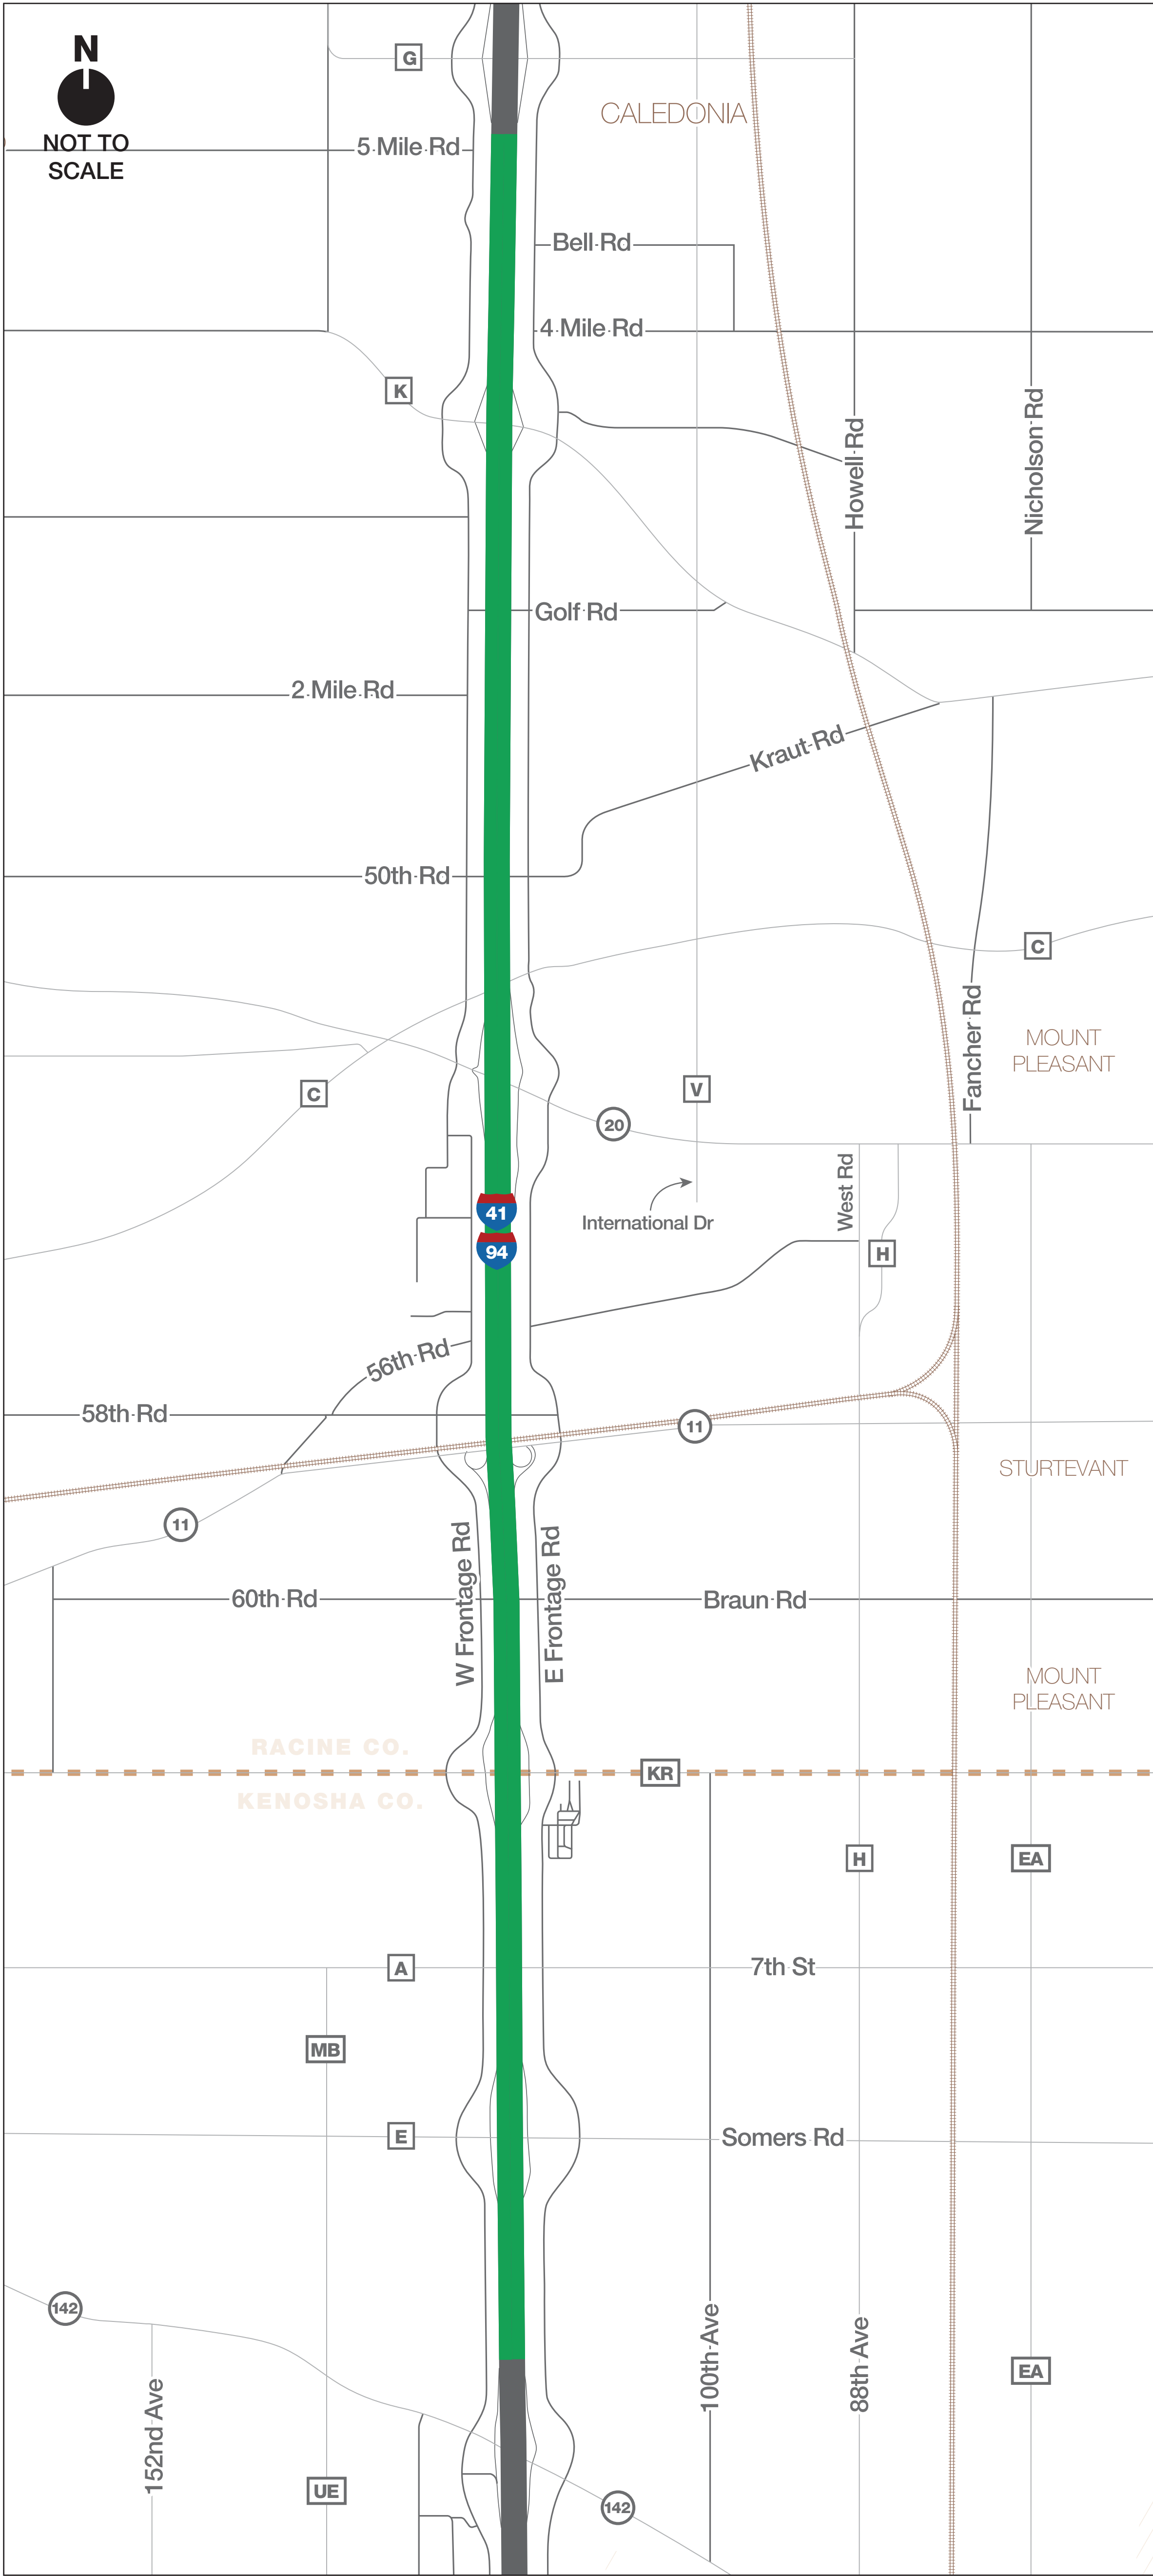 N
NOT TO
SCALE
G
CALEDONIA
5 Mile Rd
Bell Rd
4 Mile Rd
K
Howell Rd
Nicholson Rd
Golf Rd
2 Mile Rd
Kraut Rd
50th Rd
C
Fancher Rd
MOUNT
PLEASANT
C
V
20
West Rd
41
International Dr
94
H
56th Rd
58th Rd
11
STURTEVANT
11
W Frontage Rd
E Frontage Rd
60th Rd
Braun Rd
MOUNT
PLEASANT
RACINE CO.
KR
KENOSHA CO.
H
EA
A
7th St
MB
E
Somers Rd
142
100th Ave
88th Ave
EA
152nd Ave
UE
142